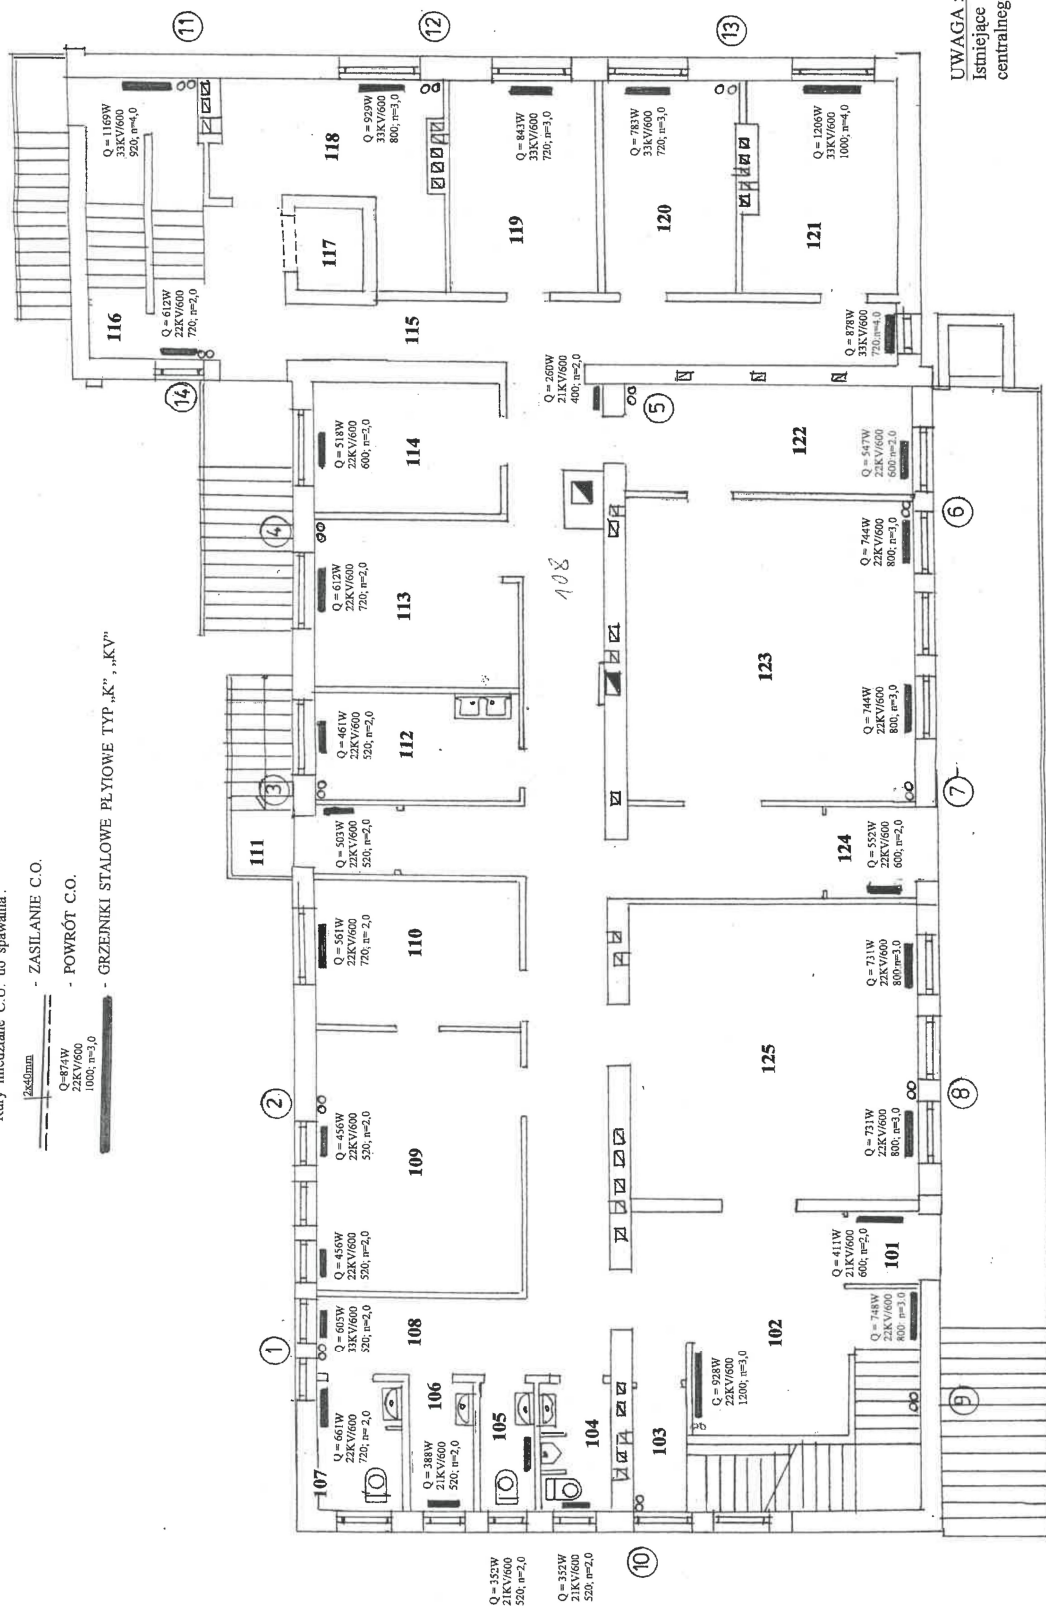 Rury miedziane C.O. do spawania.
2x40mm
- ZASILANIE C.O.
- POWRÓT C.O.
Q=874W
22KV/600
1000; n=3,0
- GRZEJNIKI STALOWE PŁYTOWE TYP „K", „KV"
UWAGA :
Istniejące
centralnego
11
12
13
14
116
Q = 1169W
33KV/600
920; n=4,0
Q = 612W
22KV/600
720; n=2,0
118
Q = 929W
33KV/600
800; n=3,0
117
115
119
Q = 843W
33KV/600
720; n=3,0
120
Q = 783W
33KV/600
720; n=3,0
121
Q = 1206W
33KV/600
1000; n=4,0
Q = 878W
33KV/600
720; n=4,0
Q = 260W
21KV/600
400; n=2,0
5
114
Q = 518W
22KV/600
600; n=2,0
4
113
Q = 612W
22KV/600
720; n=2,0
112
Q = 461W
22KV/600
520; n=2,0
3
111
Q = 503W
22KV/600
520; n=2,0
110
Q = 561W
22KV/600
720; n= 2,0
2
109
Q = 456W
22KV/600
520; n=2,0
Q = 456W
22KV/600
520; n=2,0
1
108
Q = 605W
33KV/600
520; n=2,0
107
Q = 661W
22KV/600
720; n= 2,0
106
Q = 388W
21KV/600
520; n=2,0
105
Q = 352W
21KV/600
520; n=2,0
104
Q = 352W
21KV/600
520; n=2,0
10
103
102
Q = 928W
22KV/600
1200; n=3,0
Q = 748W
22KV/600
800; n=3,0
9
101
Q = 411W
21KV/600
600; n=2,0
125
Q = 731W
22KV/600
800; n=3,0
Q = 731W
22KV/600
800; n=3,0
8
124
Q = 552W
22KV/600
600; n=2,0
7
123
Q = 744W
22KV/600
800; n=3,0
Q = 744W
22KV/600
800; n=3,0
6
122
Q = 547W
22KV/600
600; n=2,0
108